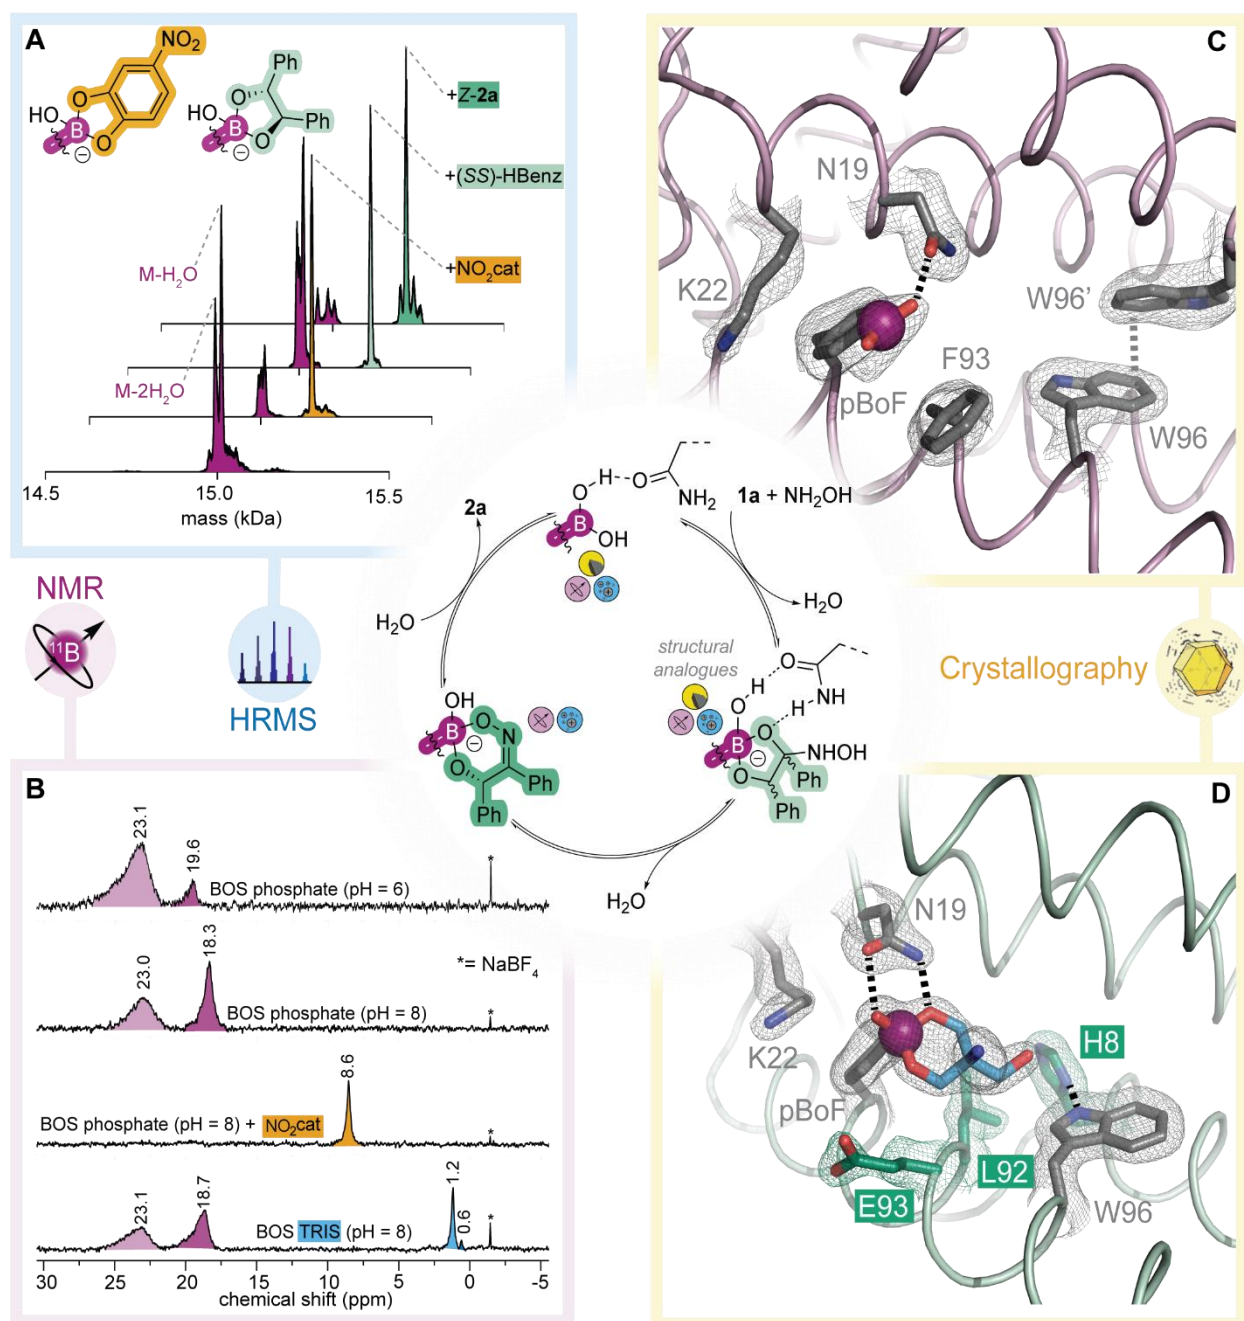 A
NO2
HO
O
B
O
⊖
Ph
HO
O
B
O
Ph
⊖
+Z-2a
+(SS)-HBenz
+NO2cat
M-H2O
M-2H2O
14.5
15.0
15.5
mass (kDa)
C
N19
K22
W96'
F93
pBoF
W96
NMR
11B
HRMS
Crystallography
2a
H
O
O
NH2
B
OH
1a + NH2OH
H2O
H2O
structural
analogues
O
H
NH
O
H
B
O
⊖
NHOH
O
Ph
Ph
OH
B
O
N
⊖
O
Ph
Ph
H2O
B
23.1
19.6
*
BOS phosphate (pH = 6)
23.0
18.3
*= NaBF4
*
BOS phosphate (pH = 8)
8.6
*
BOS phosphate (pH = 8) + NO2cat
23.1
18.7
1.2
0.6
*
BOS TRIS (pH = 8)
30
25
20
15
10
5
0
-5
chemical shift (ppm)
D
N19
K22
H8
pBoF
L92
E93
W96